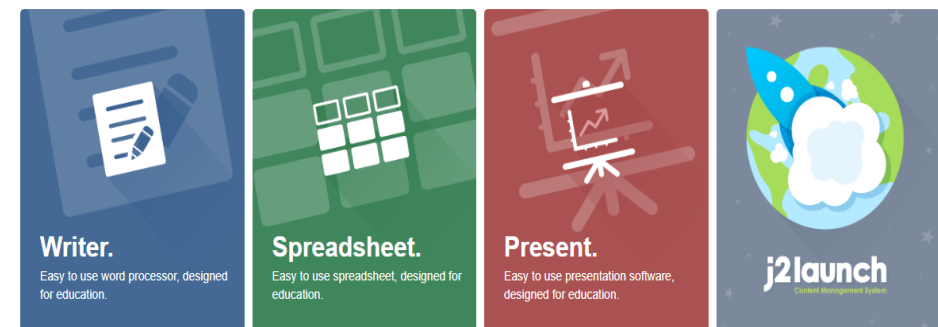 Writer.
Easy to use word processor, designed
for education.
Spreadsheet.
Easy to use spreadsheet, designed for
education.
Present.
Easy to use presentation software,
designed for education.
j2launch
Content Management System